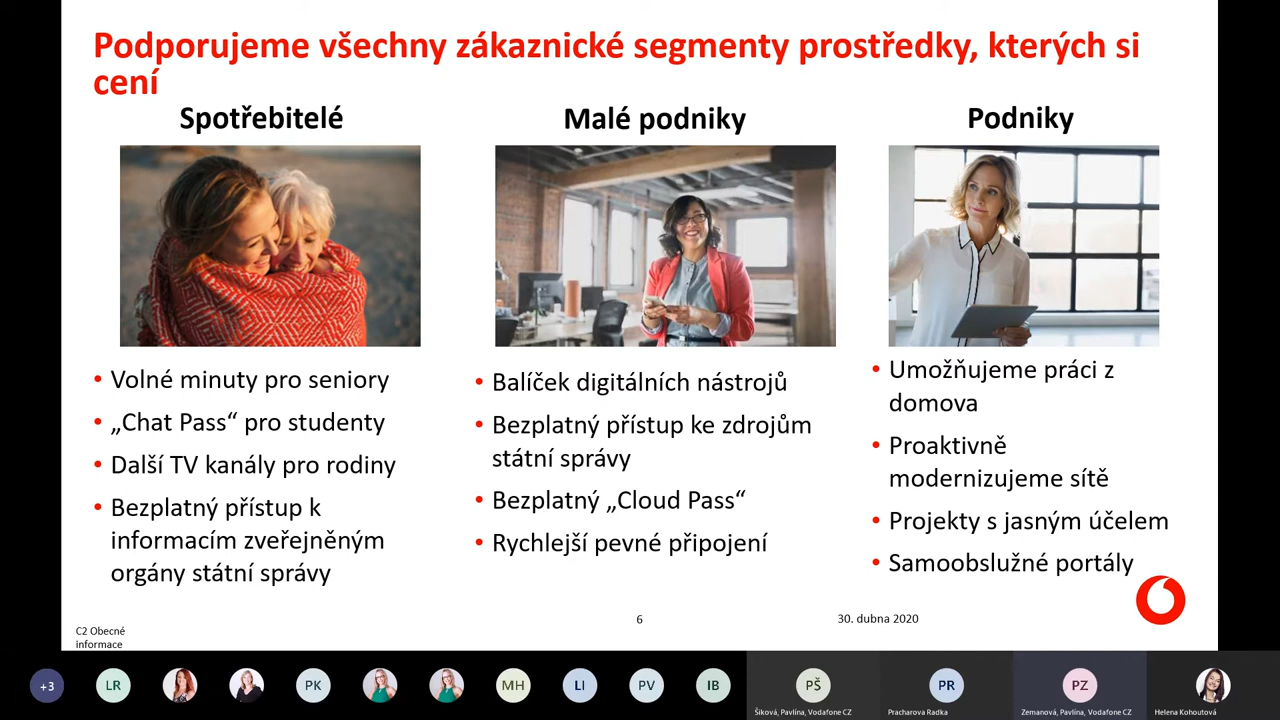 Podporujeme všechny zákaznické segmenty prostředky, kterých si
cení
Spotřebitelé
Volné minuty pro seniory
„Chat Pass“ pro studenty
Další TV kanály pro rodiny
Bezplatný přístup k
informacím zveřejněným
orgány státní správy
Malé podniky
Balíček digitálních nástrojů
Bezplatný přístup ke zdrojům
státní správy
Bezplatný „Cloud Pass“
Rychlejší pevné připojení
Podniky
Umožňujeme práci z
domova
Proaktivně
modernizujeme sítě
Projekty s jasným účelem
Samoobslužné portály
C2 Obecné
informace
6
30. dubna 2020
+3
LR
PK
MH
LI
PV
IB
PŠ
Šiková, Pavlína, Vodafone CZ
PR
Pracharova Radka
PZ
Zemanová, Pavlína, Vodafone CZ
Helena Kohoutová